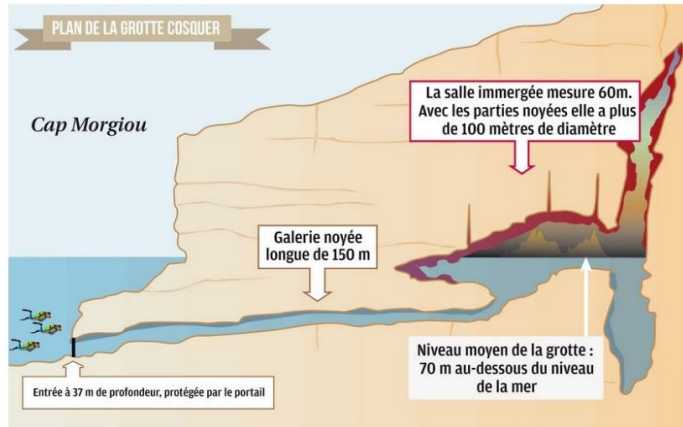 PLAN DE LA GROTTE COSQUER
Cap Morgiou
La salle immergée mesure 60m.
Avec les parties noyées elle a plus
de 100 mètres de diamètre
Galerie noyée
longue de 150 m
Niveau moyen de la grotte :
70 m au-dessous du niveau
de la mer
Entrée à 37 m de profondeur, protégée par le portail